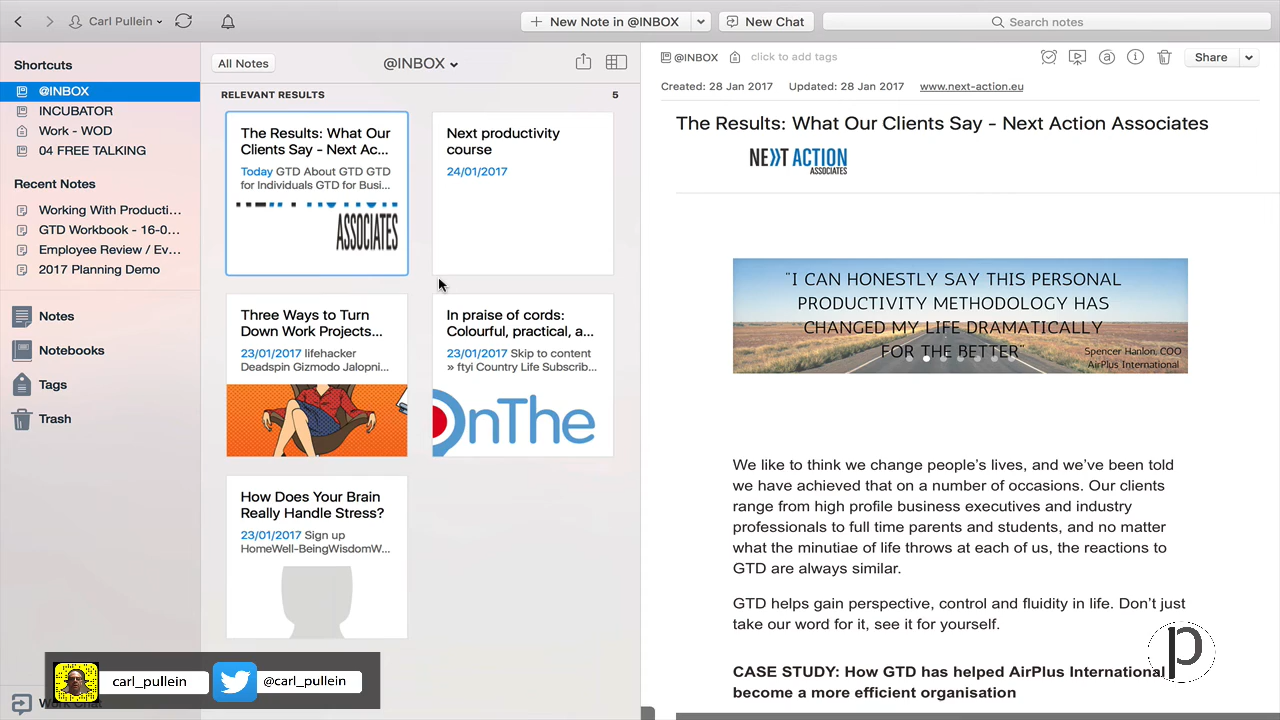 Carl Pullein
New Note in @INBOX
New Chat
Search notes
Shortcuts
@INBOX
INCUBATOR
Work - WOD
04 FREE TALKING
Recent Notes
Working With Producti...
GTD Workbook - 16-0...
Employee Review / Ev...
2017 Planning Demo
Notes
Notebooks
Tags
Trash
carl_pullein
@carl_pullein
All Notes
@INBOX
RELEVANT RESULTS
5
The Results: What Our
Clients Say – Next Ac...
Today GTD About GTD GTD
for Individuals GTD for Busi...
ASSOCIATES
Next productivity
course
24/01/2017
Three Ways to Turn
Down Work Projects...
23/01/2017 lifehacker
Deadspin Gizmodo Jalopni...
In praise of cords:
Colourful, practical, a...
23/01/2017 Skip to content
» ftyi Country Life Subscrib...
OnThe
How Does Your Brain
Really Handle Stress?
23/01/2017 Sign up
HomeWell-BeingWisdomW...
@INBOX
click to add tags
Share
Created: 28 Jan 2017
Updated: 28 Jan 2017
www.next-action.eu
The Results: What Our Clients Say – Next Action Associates
NEXT ACTION
ASSOCIATES
"I CAN HONESTLY SAY THIS PERSONAL
PRODUCTIVITY METHODOLOGY HAS
CHANGED MY LIFE DRAMATICALLY
FOR THE BETTER"
Spencer Hanlon, COO
AirPlus International
We like to think we change people's lives, and we've been told
we have achieved that on a number of occasions. Our clients
range from high profile business executives and industry
professionals to full time parents and students, and no matter
what the minutiae of life throws at each of us, the reactions to
GTD are always similar.
GTD helps gain perspective, control and fluidity in life. Don't just
take our word for it, see it for yourself.
CASE STUDY: How GTD has helped AirPlus International
become a more efficient organisation
p